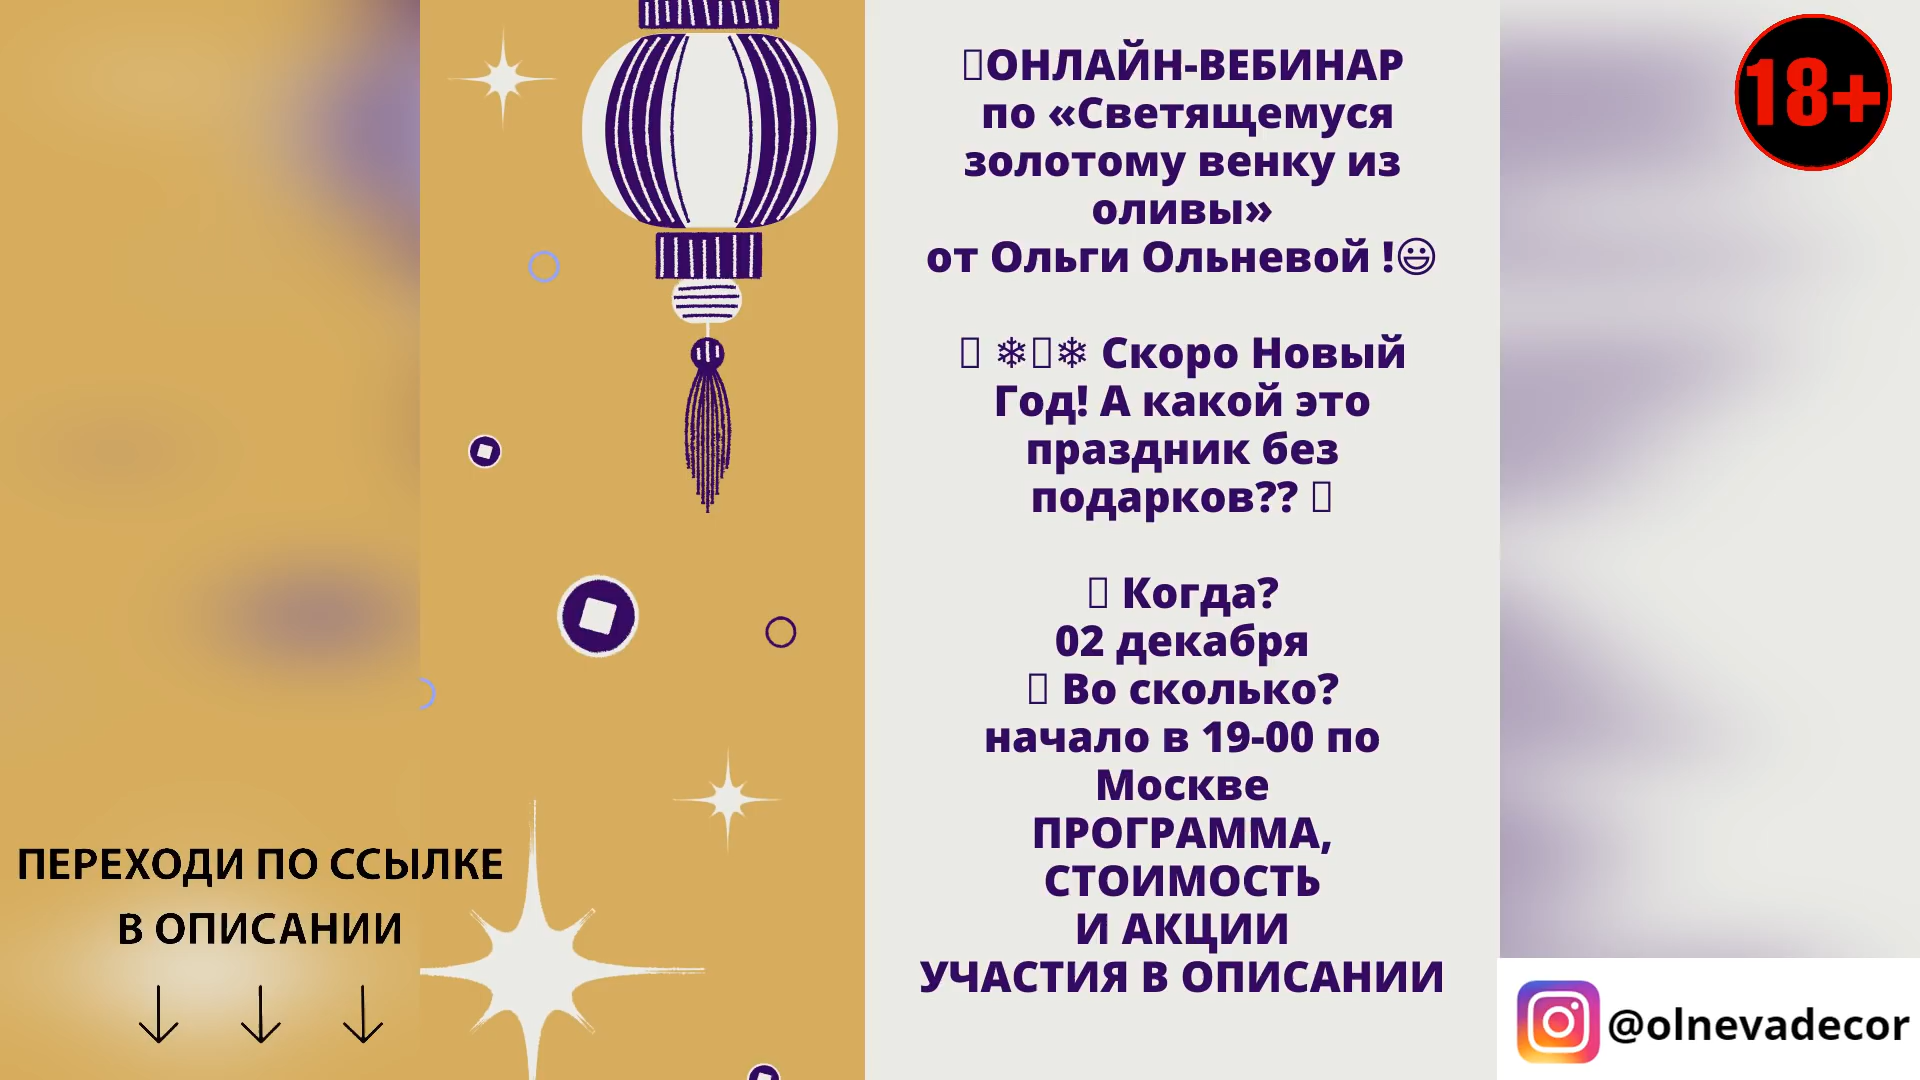 ОНЛАЙН-ВЕБИНАР
по «Светящемуся
золотому венку из
оливы»
от Ольги Ольневой !😃
❄❄ Скоро Новый
Год! А какой это
праздник без
подарков??
Когда?
02 декабря
Во сколько?
начало в 19-00 по
Москве
ПРОГРАММА,
СТОИМОСТЬ
И АКЦИИ
УЧАСТИЯ В ОПИСАНИИ
18+
ПЕРЕХОДИ ПО ССЫЛКЕ
В ОПИСАНИИ
@olnevadecor